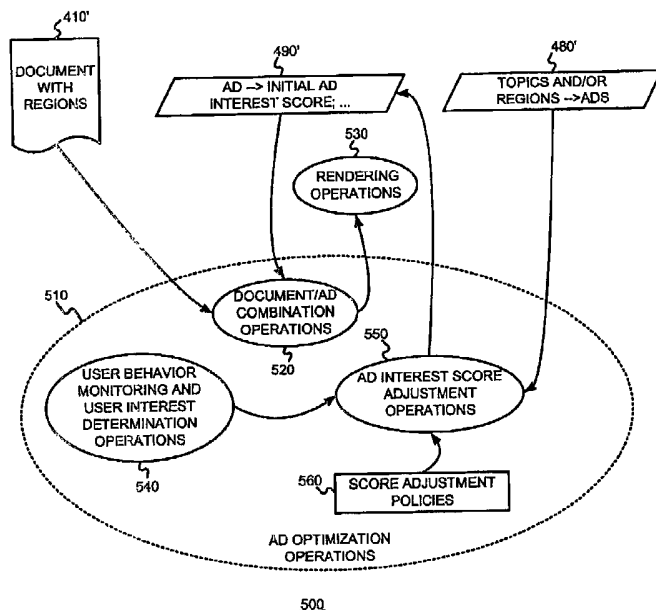 410'
DOCUMENT
WITH
REGIONS
490'
AD --> INITIAL AD
INTEREST SCORE; ...
480'
TOPICS AND/OR
REGIONS -->ADS
530
RENDERING
OPERATIONS
510
DOCUMENT/AD
COMBINATION
OPERATIONS
520
550
AD INTEREST SCORE
ADJUSTMENT
OPERATIONS
USER BEHAVIOR
MONITORING AND
USER INTEREST
DETERMINATION
OPERATIONS
540
560
SCORE ADJUSTMENT
POLICIES
AD OPTIMIZATION
OPERATIONS
500